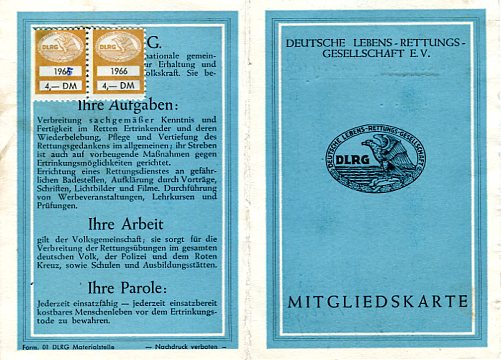 DLRG
DLRG
1965
1966
4,— DM
4,— DM
G.
nationale gemein-
ur Erhaltung und
olkskraft. Sie be-
Ihre Aufgaben:
Verbreitung sachgemäßer Kenntnis und
Fertigkeit im Retten Ertrinkender und deren
Wiederbelebung, Pflege und Vertiefung des
Rettungsgedankens im allgemeinen; ihr Streben
ist auch auf vorbeugende Maßnahmen gegen
Ertrinkungsmöglichkeiten gerichtet.
Errichtung eines Rettungsdienstes an gefähr-
lichen Badestellen, Aufklärung durch Vorträge,
Schriften, Lichtbilder und Filme. Durchführung
von Werbeveranstaltungen, Lehrkursen und
Prüfungen.
Ihre Arbeit
gilt der Volksgemeinschaft; sie sorgt für die
Verbreitung der Rettungsübungen im gesamten
deutschen Volk, der Polizei und dem Roten
Kreuz, sowie Schulen und Ausbildungsstätten.
Ihre Parole:
Jederzeit einsatzfähig — jederzeit einsatzbereit
kostbares Menschenleben vor dem Ertrinkungs-
tode zu bewahren.
Form. 01 DLRG Materialstelle — Nachdruck verboten —
DEUTSCHE LEBENS-RETTUNGS-
GESELLSCHAFT E.V.
DEUTSCHE LEBENS-RETTUNGS-GESELLSCHAFT
DLRG
MITGLIEDSKARTE